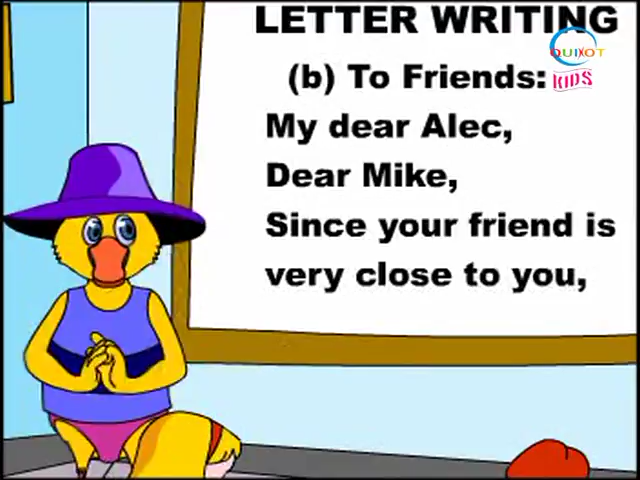 LETTER WRITING
QUIXOT
KIDS
(b) To Friends:
My dear Alec,
Dear Mike,
Since your friend is
very close to you,